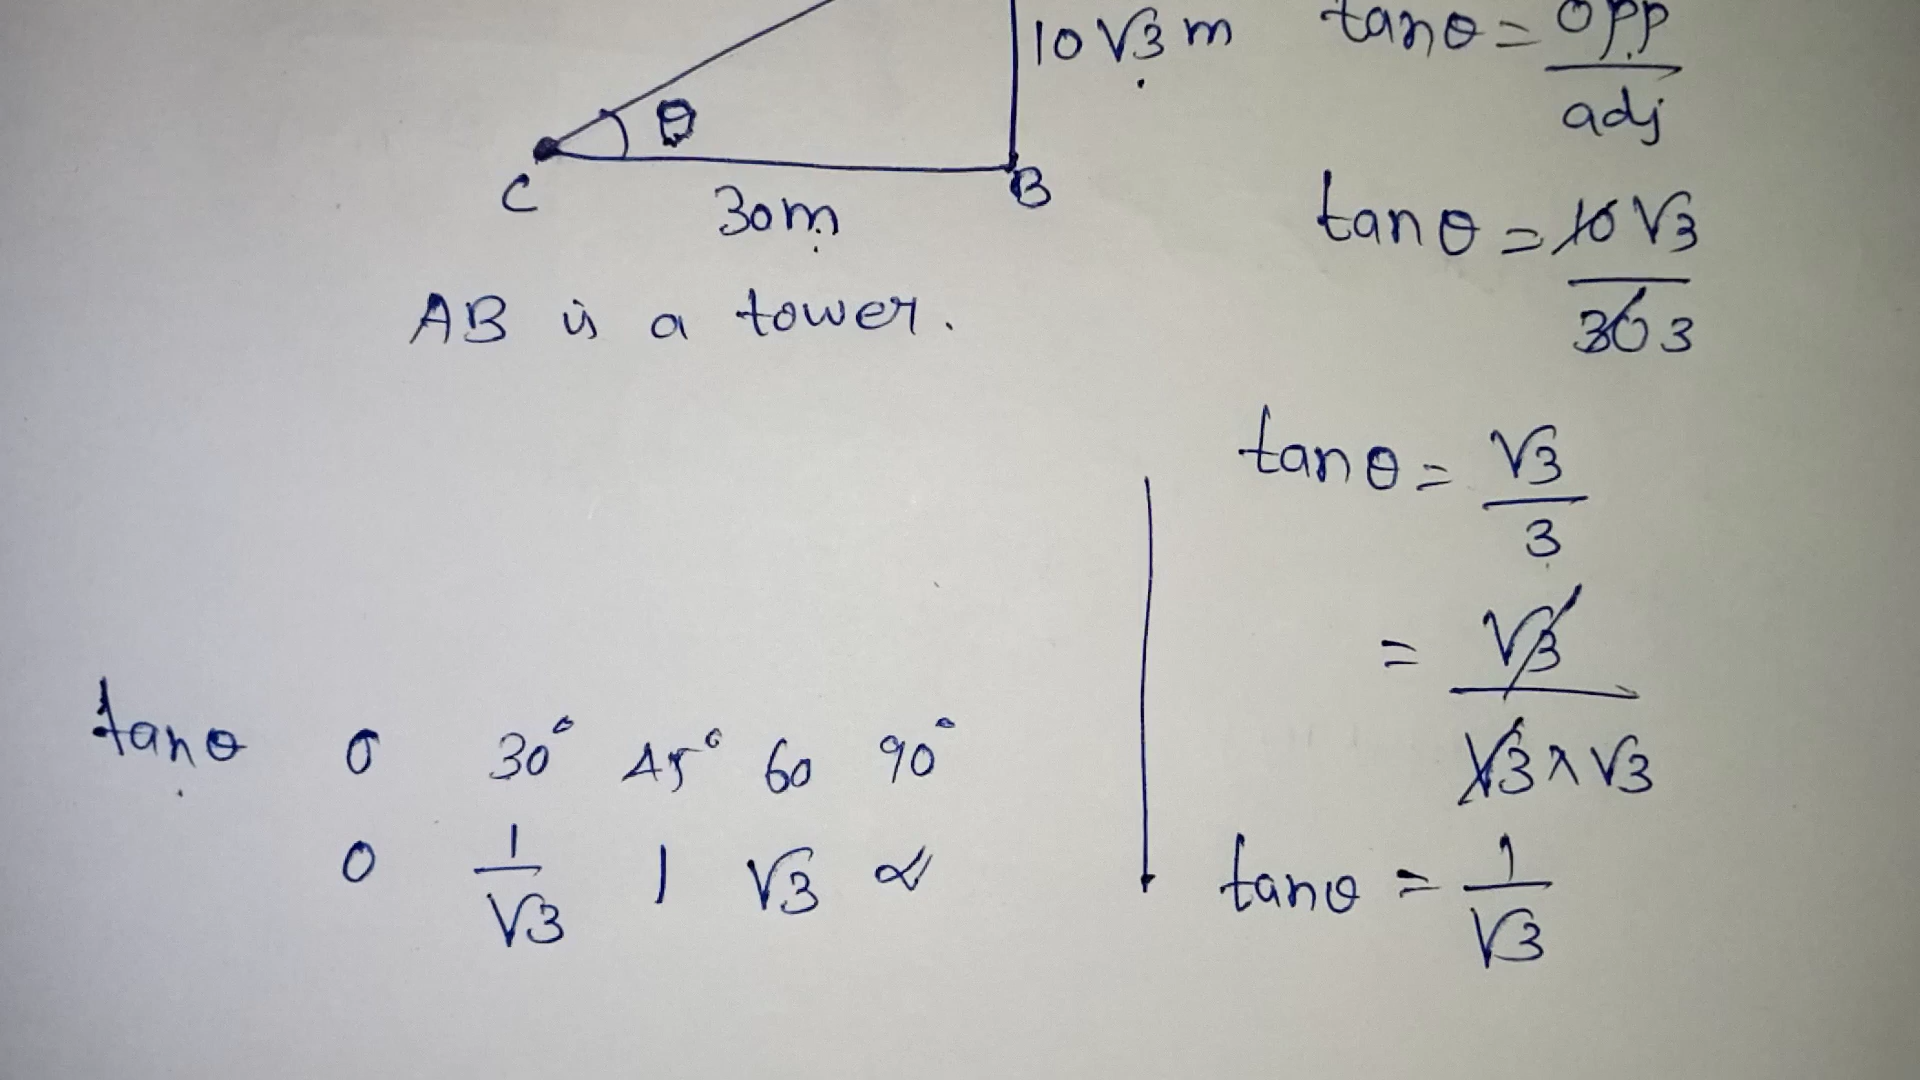 10√3 m
tanθ = opp
adj
θ
C
B
30m
tanθ = 10√3
30 3
AB is a tower.
tanθ = √3
3
= √3
√3 x √3
tanθ 0 30° 45° 60 90°
0 1 1 √3 ∝
√3
tanθ = 1
√3